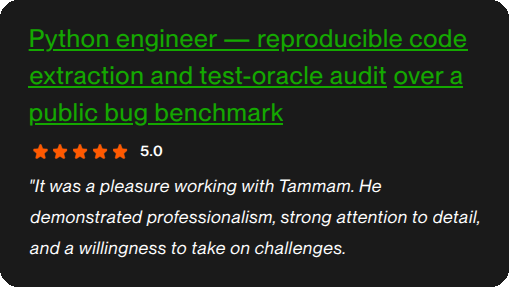 Python engineer — reproducible code
extraction and test-oracle audit over a
public bug benchmark
5.0
"It was a pleasure working with Tammam. He
demonstrated professionalism, strong attention to detail,
and a willingness to take on challenges.